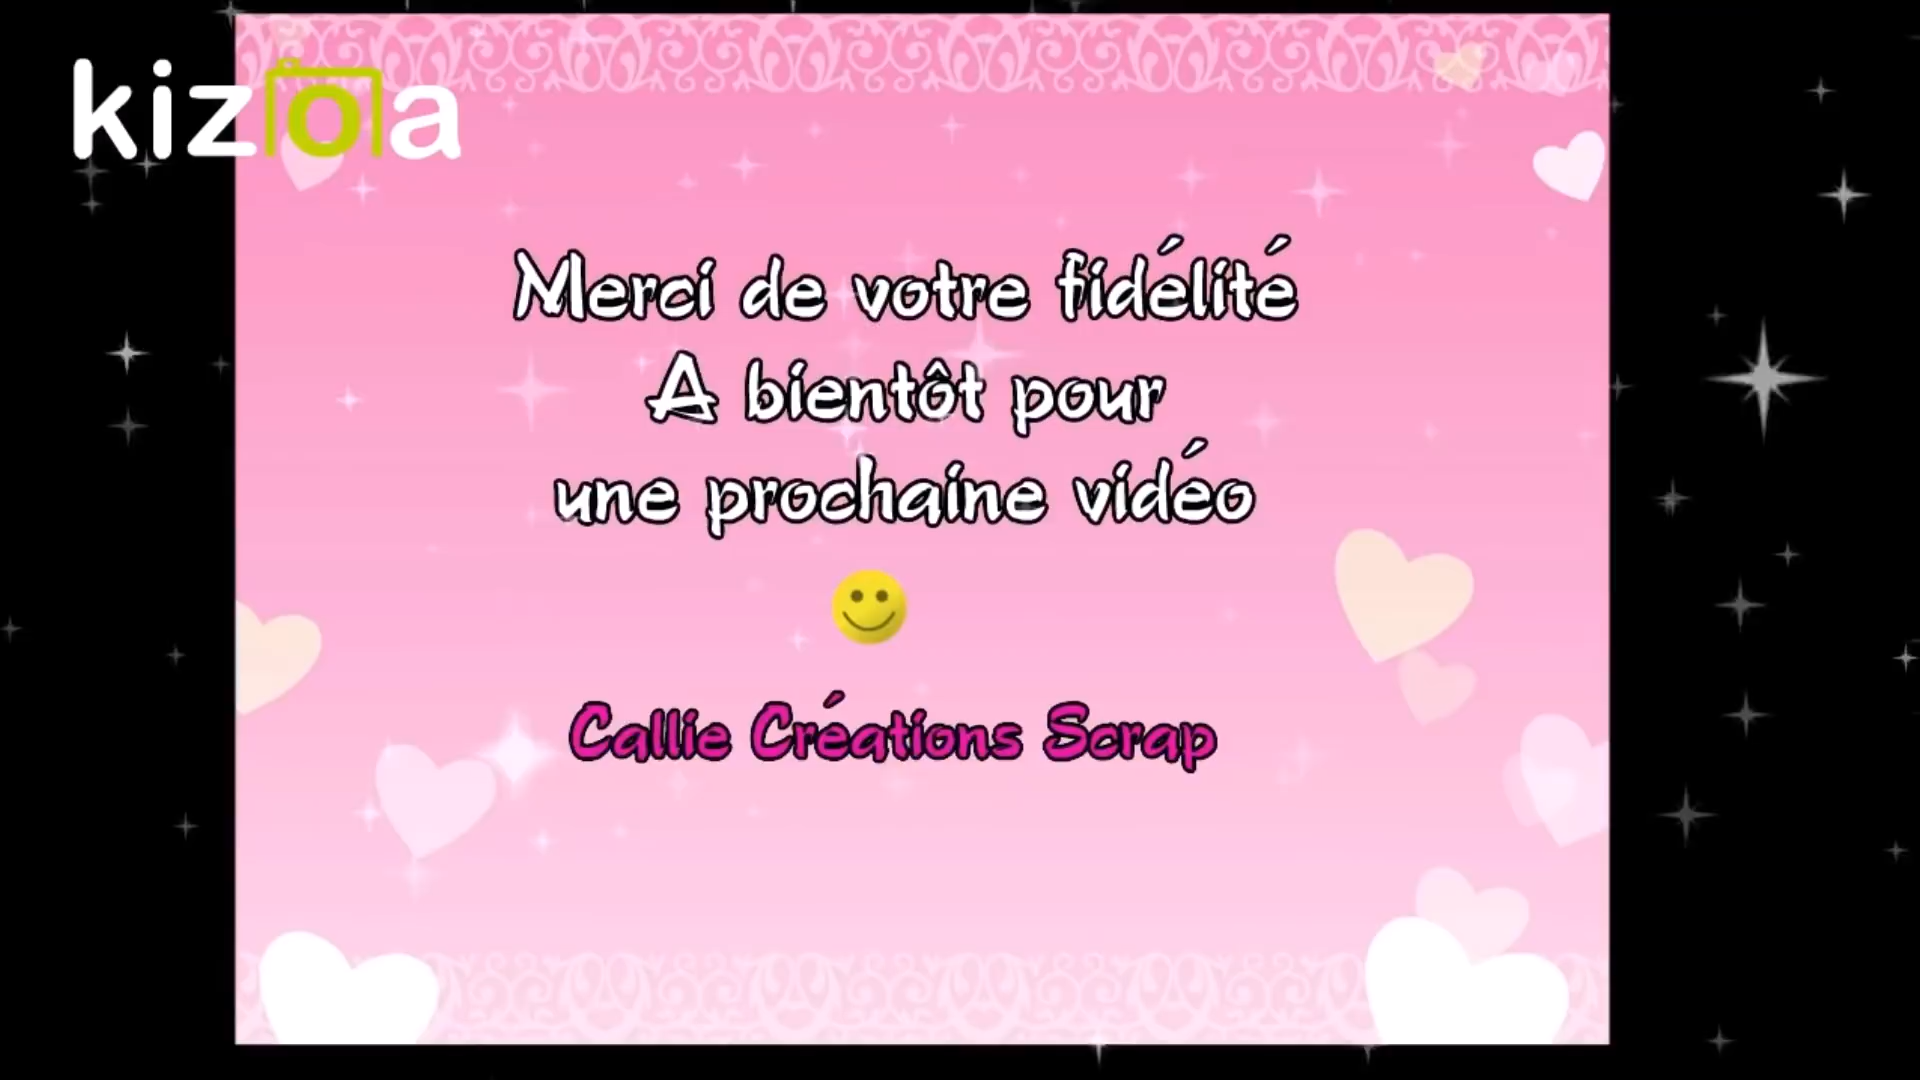 kizoa
Merci de votre fidélité
A bientôt pour
une prochaine vidéo
Callie Créations Scrap